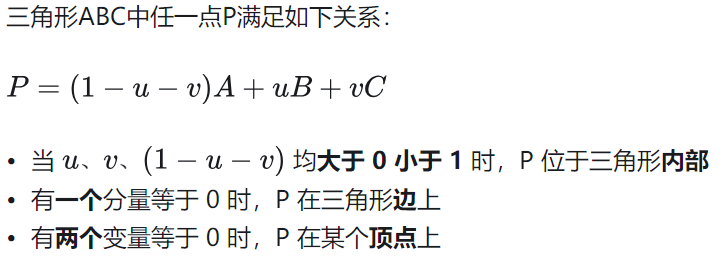 三角形ABC中任一点P满足如下关系：
P = (1 − u − v)A + uB + vC
• 当 u、v、(1 − u − v) 均大于 0 小于 1 时，P 位于三角形内部
• 有一个分量等于 0 时，P 在三角形边上
• 有两个变量等于 0 时，P 在某个顶点上